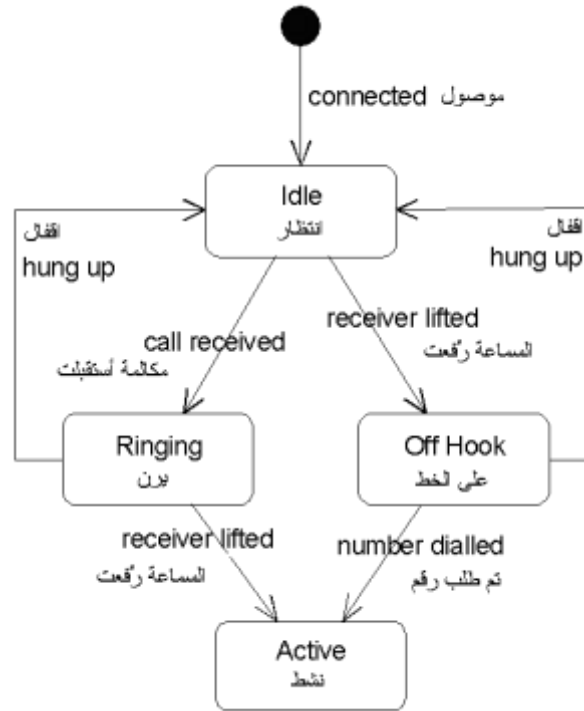 connected موصول
Idle
انتظار
اقفال
hung up
اقفال
hung up
receiver lifted
السماعة رُفعت
call received
مكالمة أستقبلت
Ringing
يرن
Off Hook
على الخط
receiver lifted
السماعة رُفعت
number dialled
تم طلب رقم
Active
نشط